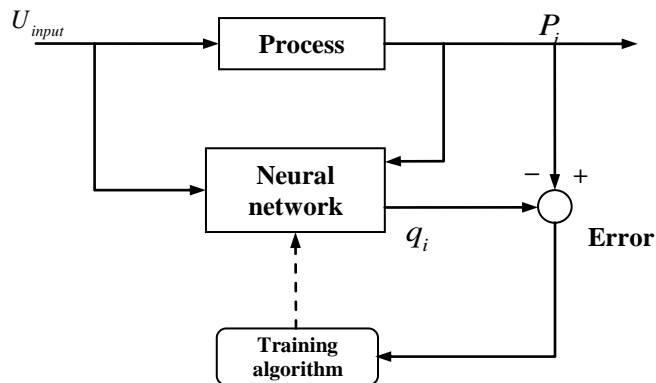 U_input
Process
P_i
Neural
network
− +
q_i
Error
Training
algorithm